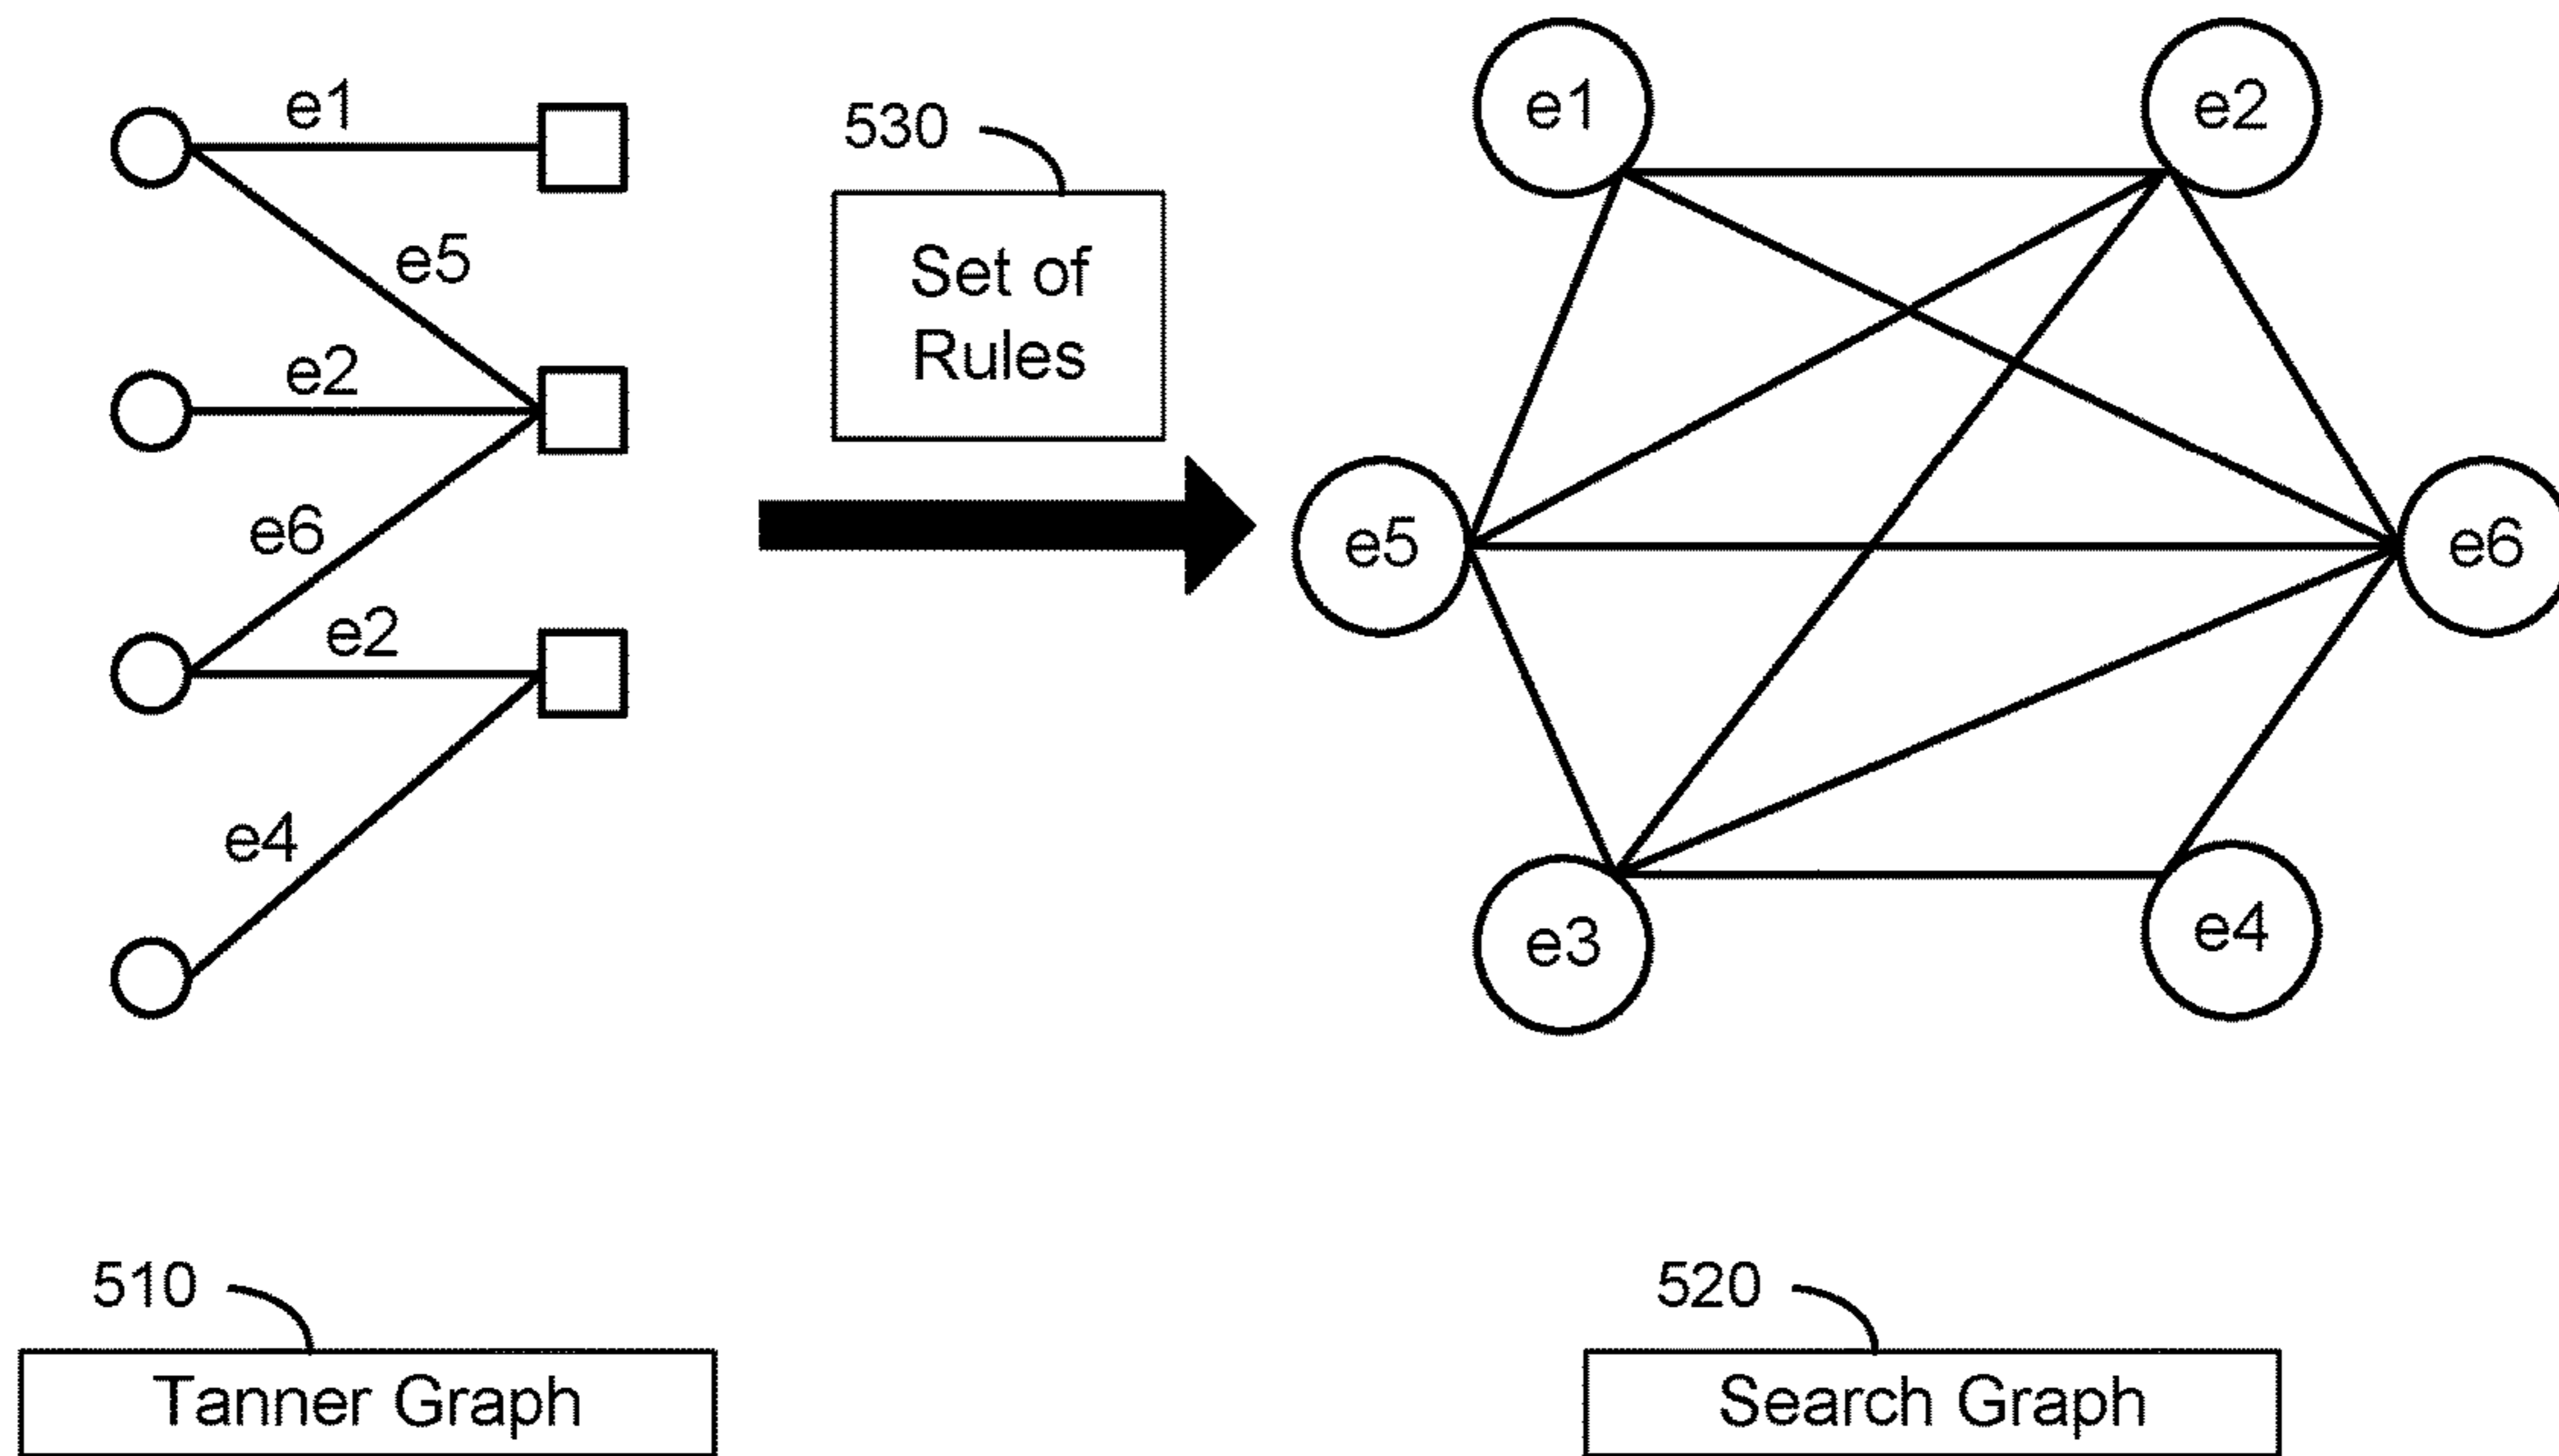 e1
e5
e2
e6
e2
e4
530
Set of
Rules
e1
e2
e5
e6
e3
e4
510
Tanner Graph
520
Search Graph